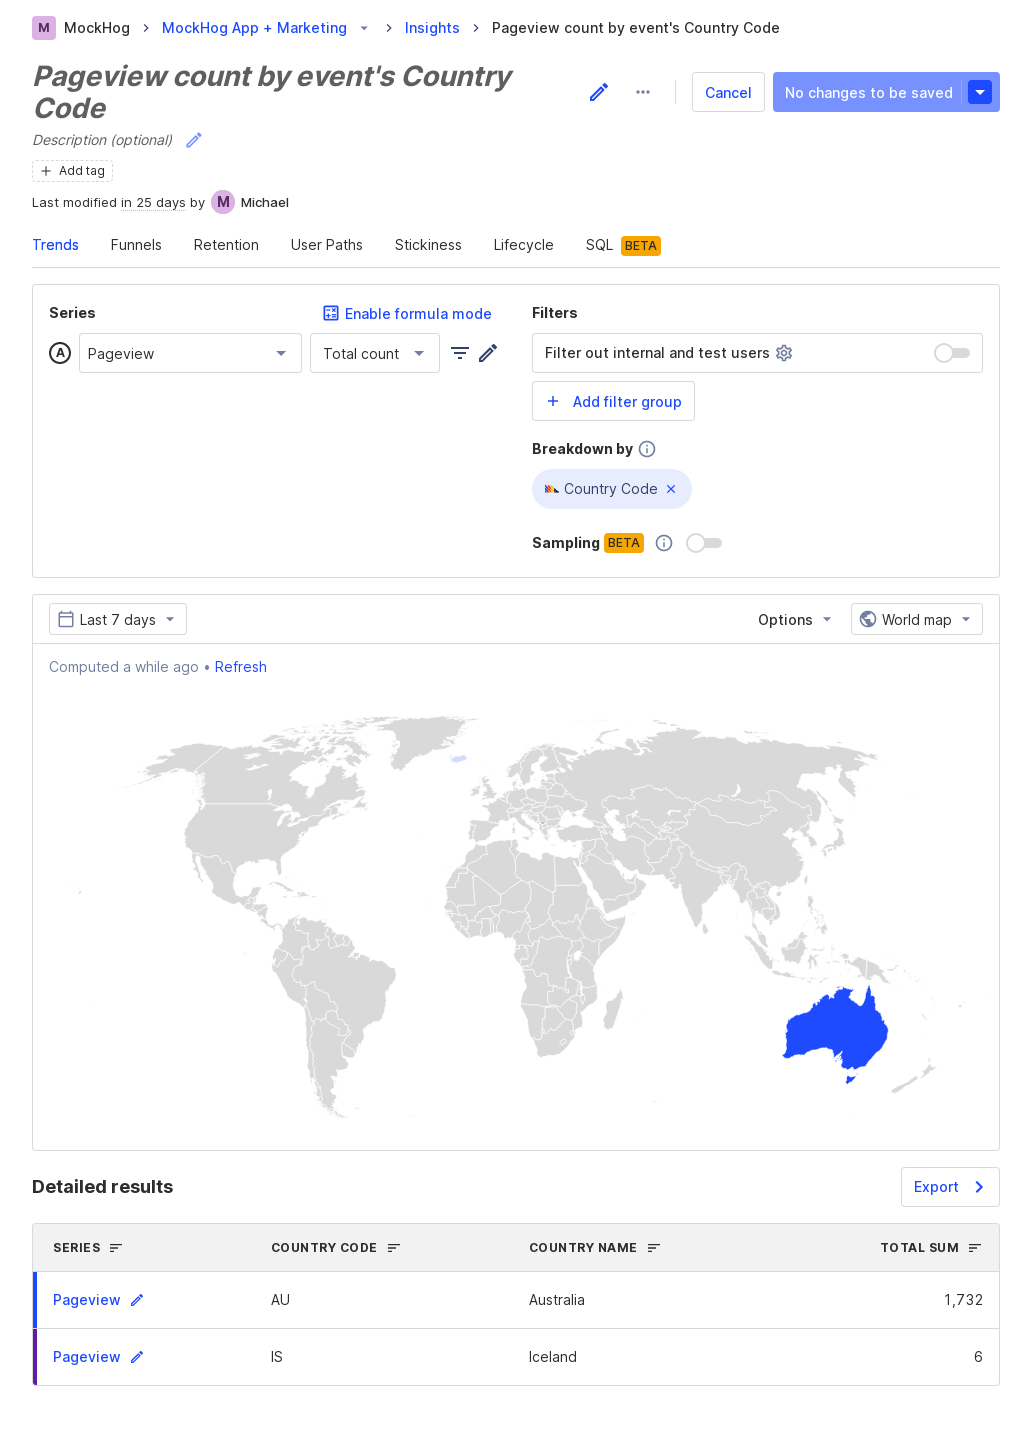 M MockHog > MockHog App + Marketing > Insights > Pageview count by event's Country Code
Pageview count by event's Country
Code
Cancel
No changes to be saved
Description (optional)
Add tag
Last modified in 25 days by M Michael
Trends Funnels Retention User Paths Stickiness Lifecycle SQL BETA
Series
Enable formula mode
A Pageview Total count
Filters
Filter out internal and test users
+ Add filter group
Breakdown by
Country Code
Sampling BETA
Last 7 days
Options
World map
Computed a while ago • Refresh
Detailed results
Export
SERIES COUNTRY CODE COUNTRY NAME TOTAL SUM
Pageview AU Australia 1,732
Pageview IS Iceland 6